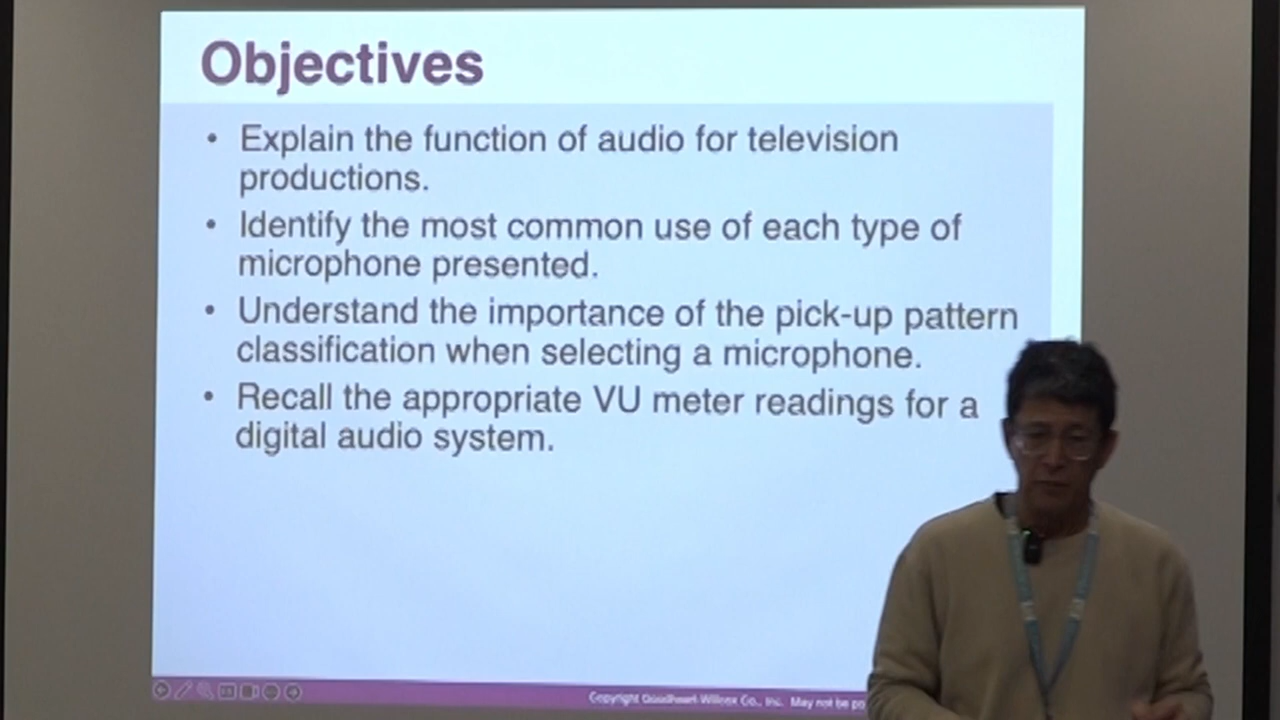 Objectives
• Explain the function of audio for television
productions.
• Identify the most common use of each type of
microphone presented.
• Understand the importance of the pick-up pattern
classification when selecting a microphone.
• Recall the appropriate VU meter readings for a
digital audio system.
Copyright Goodheart-Willcox Co., Inc. May not be po